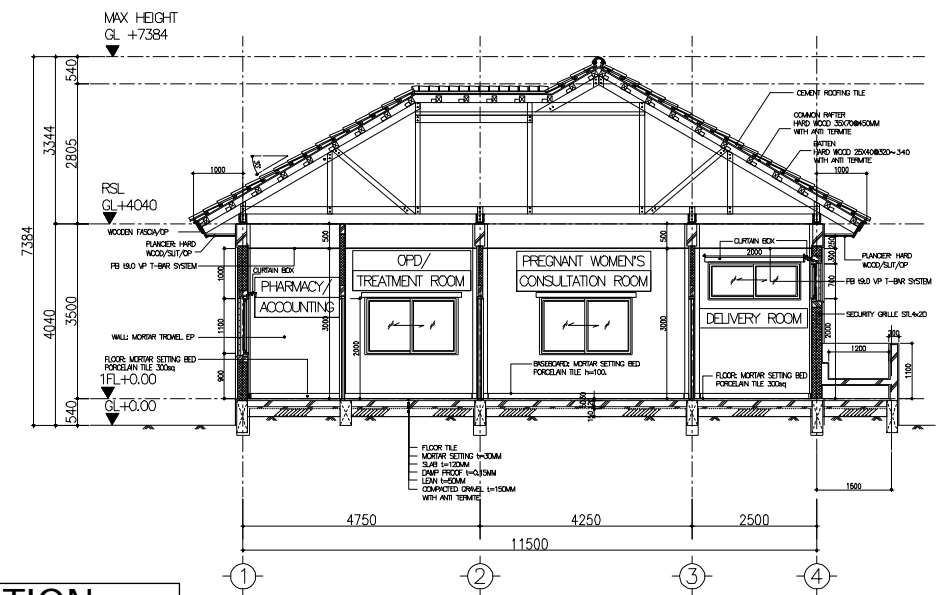 MAX HEIGHT
GL +7384
540
3344
2805
RSL
GL+4040
7384
4040
3500
1FL+0.00
GL+0.00
540
1000
WOODEN FASCIA/OP
PLANCIER: HARD
WOOD/SLIT/OP
PB t9.0 VP T-BAR SYSTEM
CURTAIN BOX
WALL: MORTAR TROWEL EP
FLOOR: MORTAR SETTING BED
PORCELAIN TILE 300sq
1000
1100
900
PHARMACY/
ACCOUNTING
500
3000
OPD/
TREATMENT ROOM
2000
PREGNANT WOMEN'S
CONSULTATION ROOM
BASEBOARD: MORTAR SETTING BED
PORCELAIN TILE h=100.
500
3000
CURTAIN BOX
2000
DELIVERY ROOM
FLOOR: MORTAR SETTING BED
PORCELAIN TILE 300sq
CEMENT ROOFING TILE
COMMON RAFTER
HARD WOOD 35X70@450MM
WITH ANTI TERMITE
BATTEN
HARD WOOD 25X40@320~340
WITH ANTI TERMITE
1000
PLANCIER: HARD
WOOD/SLIT/OP
PB t9.0 VP T-BAR SYSTEM
SECURITY GRILLE STL4x20
250
300
700
2000
200
1200
1100
1500
FLOOR TILE
MORTAR SETTING t=30MM
SLAB t=120MM
DAMP PROOF t=0.15MM
LEAN t=50MM
COMPACTED GRAVEL t=150MM
WITH ANTI TERMITE
4750
4250
2500
11500
1
2
3
4